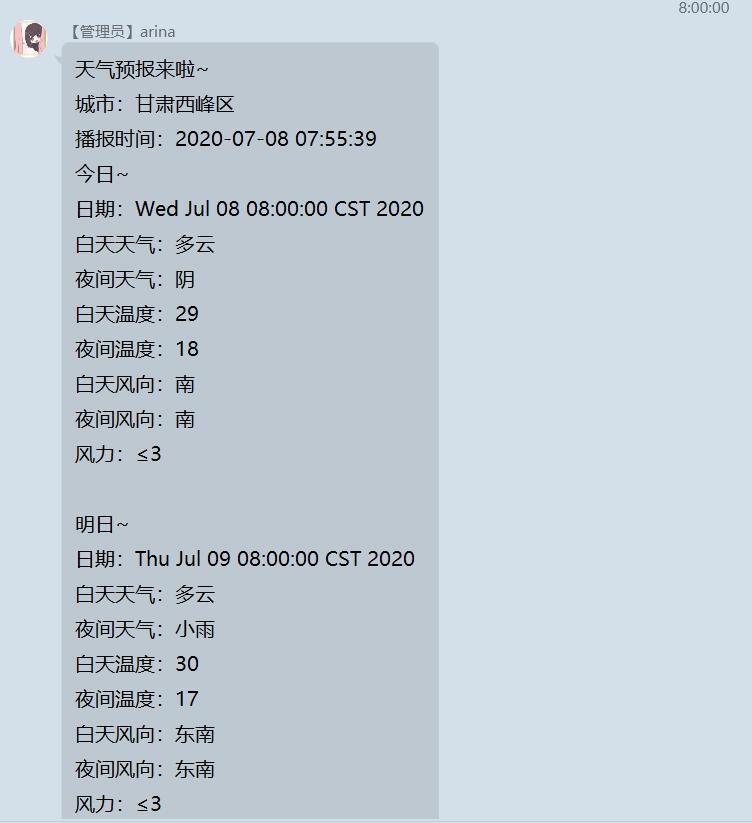 8:00:00
【管理员】arina
天气预报来啦~
城市：甘肃西峰区
播报时间：2020-07-08 07:55:39
今日~
日期：Wed Jul 08 08:00:00 CST 2020
白天天气：多云
夜间天气：阴
白天温度：29
夜间温度：18
白天风向：南
夜间风向：南
风力：≤3
明日~
日期：Thu Jul 09 08:00:00 CST 2020
白天天气：多云
夜间天气：小雨
白天温度：30
夜间温度：17
白天风向：东南
夜间风向：东南
风力：≤3